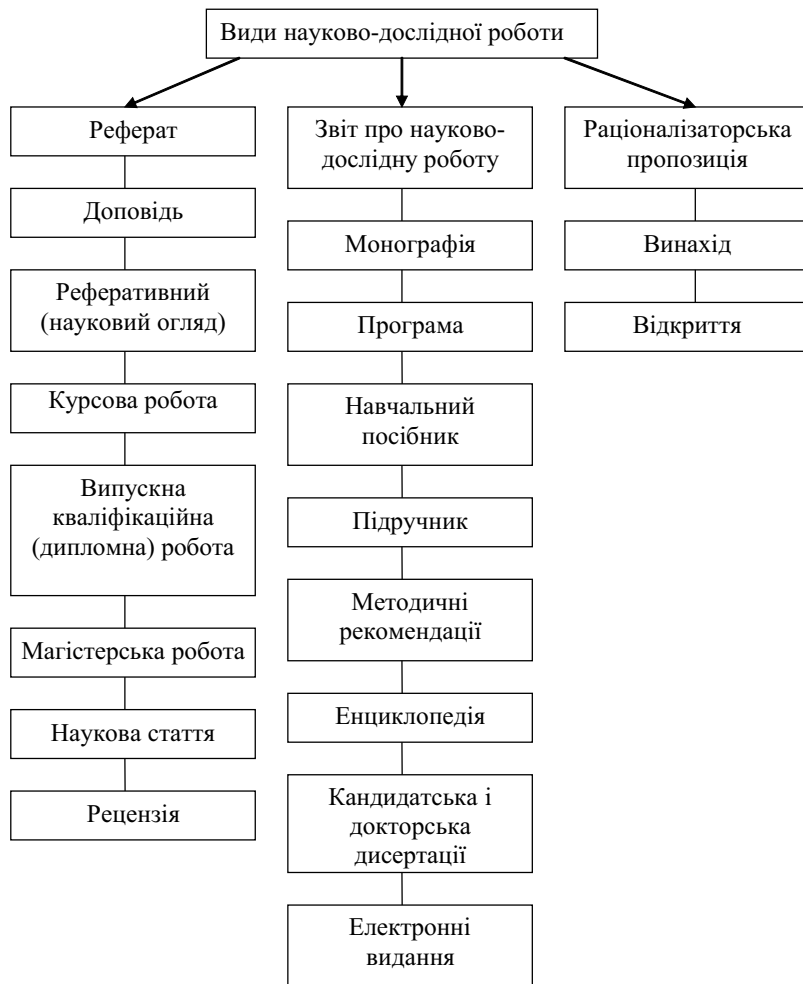 Види науково-дослідної роботи
Реферат
Доповідь
Реферативний
(науковий огляд)
Курсова робота
Випускна
кваліфікаційна
(дипломна) робота
Магістерська робота
Наукова стаття
Рецензія
Звіт про науково-
дослідну роботу
Монографія
Програма
Навчальний
посібник
Підручник
Методичні
рекомендації
Енциклопедія
Кандидатська і
докторська
дисертації
Електронні
видання
Раціоналізаторська
пропозиція
Винахід
Відкриття